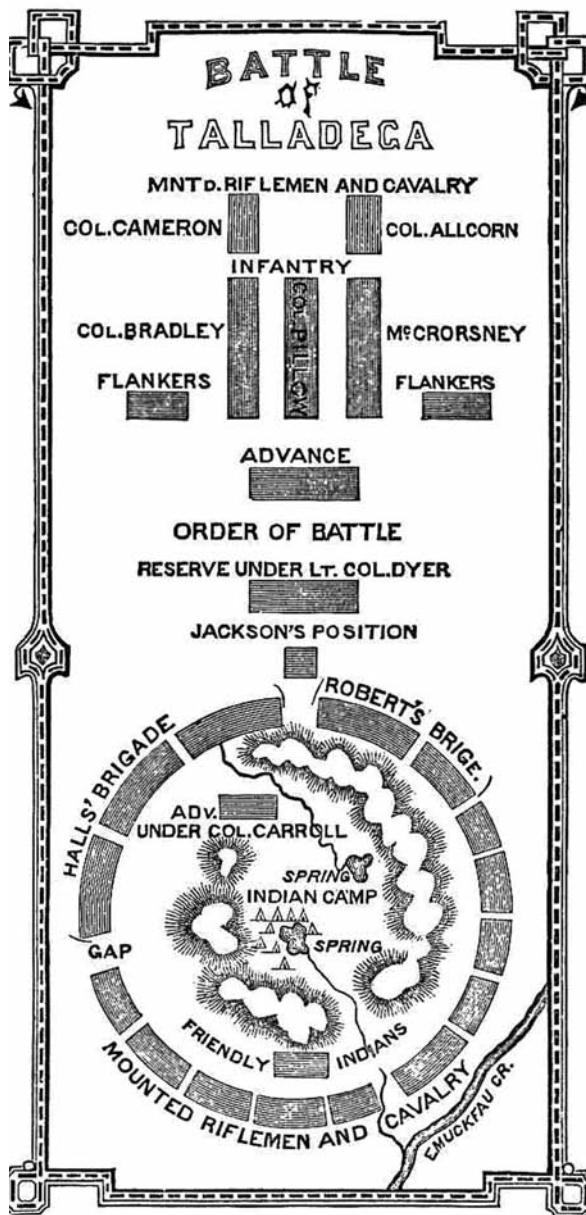 BATTLE
OF
TALLADEGA
MNTD. RIFLEMEN AND CAVALRY
COL. CAMERON
COL. ALLCORN
INFANTRY
COL. BRADLEY
COL. PILLOW
McCRORSNEY
FLANKERS
FLANKERS
ADVANCE
ORDER OF BATTLE
RESERVE UNDER LT. COL. DYER
JACKSON'S POSITION
HALLS' BRIGADE
ROBERT'S BRIGE.
ADV.
UNDER COL. CARROLL
SPRING
INDIAN CAMP
SPRING
GAP
FRIENDLY INDIANS
MOUNTED RIFLEMEN AND CAVALRY
EMUCKFAU CR.